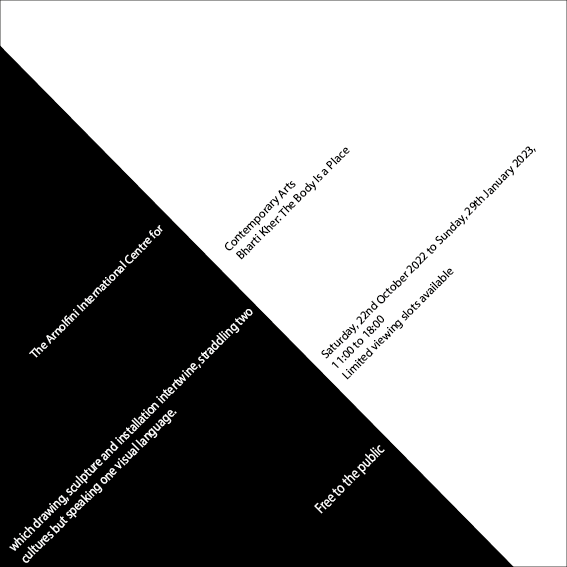 The Arnolfini International Centre for
Contemporary Arts
Bharti Kher: The Body Is a Place
which drawing, sculpture and installation intertwine, straddling two
cultures but speaking one visual language.
Saturday, 22nd October 2022 to Sunday, 29th January 2023,
11:00 to 18:00
Limited viewing slots available
Free to the public